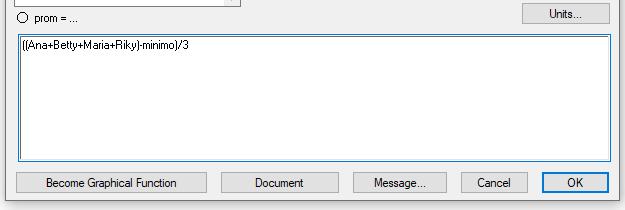 prom = ...
Units...
((Ana+Betty+Maria+Riky)-minimo)/3
Become Graphical Function
Document
Message...
Cancel
OK